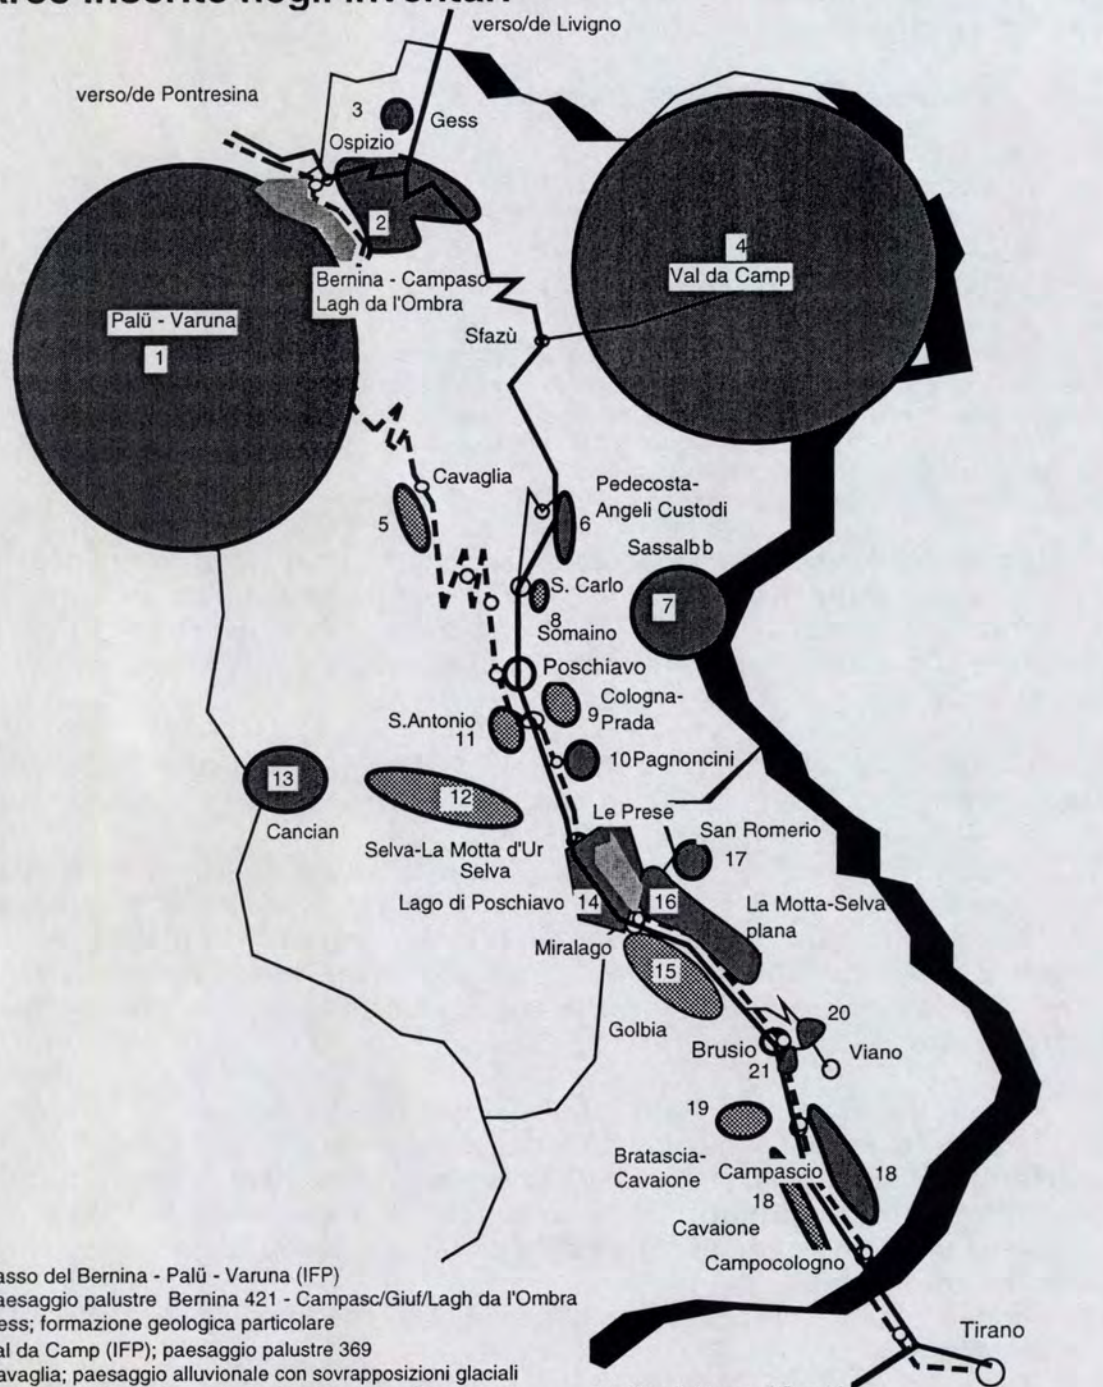 inscritte negli inventari
verso/de Livigno
verso/de Pontresina
3
Gess
Ospizio
2
4
Val da Camp
Bernina - Campasc
Lagh da l'Ombra
Palü - Varuna
1
Sfazù
Cavaglia
5
Pedecosta-
Angeli Custodi
6
Sassalbb
7
S. Carlo
8
Somaino
Poschiavo
Cologna-
9 Prada
S.Antonio
11
10 Pagnoncini
13
Cancian
12
Selva-La Motta d'Ur
Selva
Le Prese
San Romerio
17
Lago di Poschiavo
14
16
La Motta-Selva
plana
Miralago
15
Golbia
20
Brusio
Viano
21
19
Bratascia-
Cavaione
Campascio
18
18
Cavaione
Campocologno
Tirano
asso del Bernina - Palü - Varuna (IFP)
aesaggio palustre Bernina 421 - Campasc/Giuf/Lagh da l'Ombra
ess; formazione geologica particolare
al da Camp (IFP); paesaggio palustre 369
avaglia; paesaggio alluvionale con sovrapposizioni glaciali